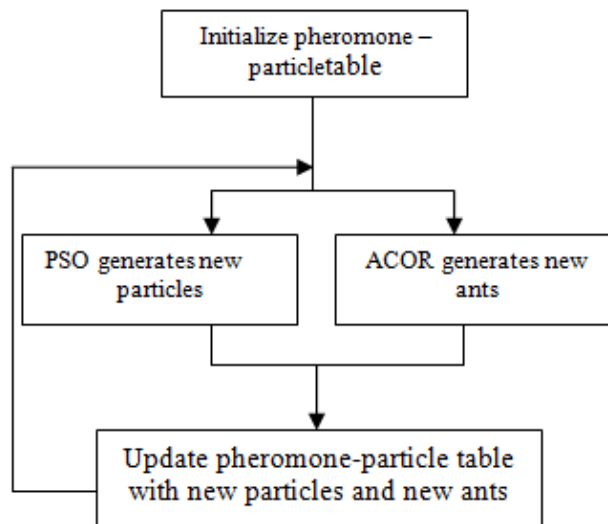 Initialize pheromone –
particletable
PSO generates new
particles
ACOR generates new
ants
Update pheromone-particle table
with new particles and new ants